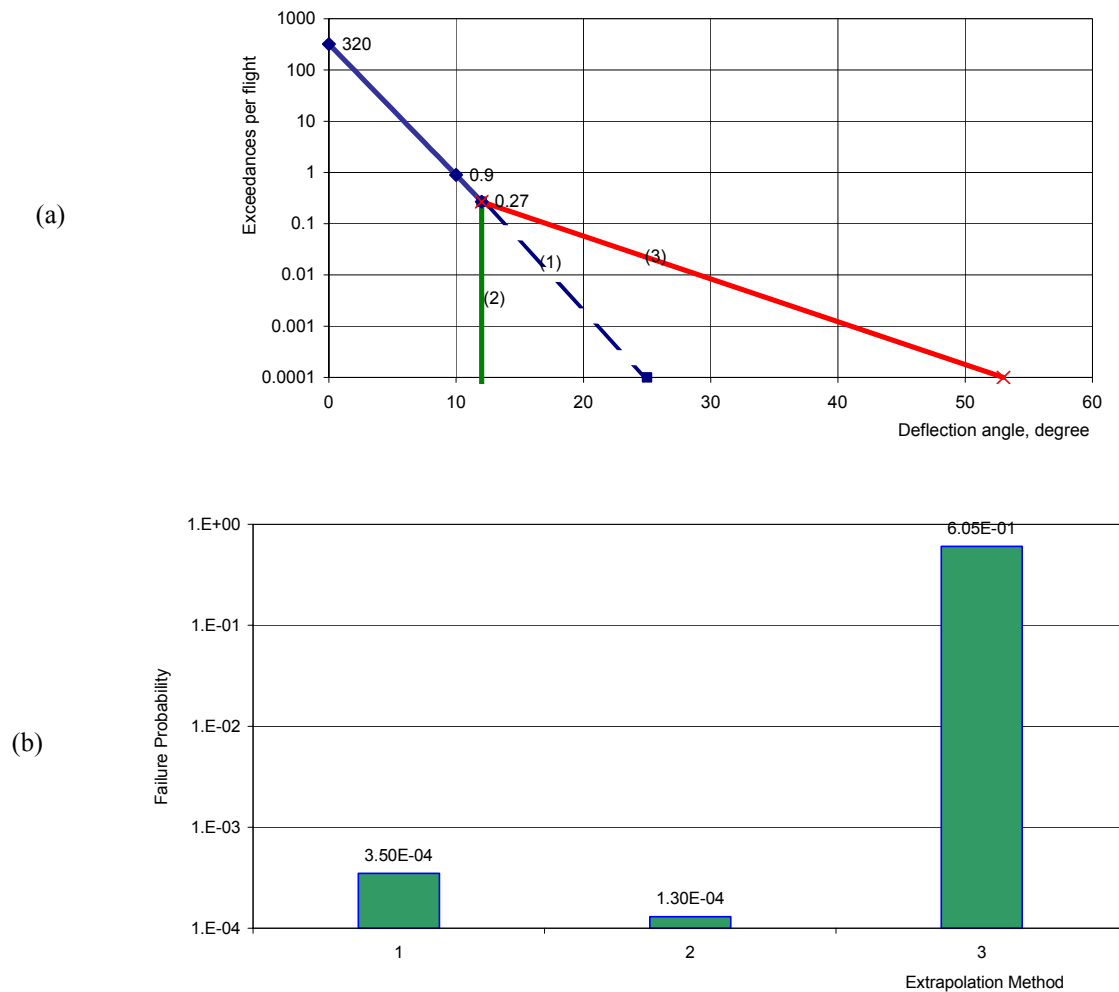 (a)
Exceedances per flight
1000
100
10
1
0.1
0.01
0.001
0.0001
320
0.9
0.27
(1)
(2)
(3)
0 10 20 30 40 50 60
Deflection angle, degree
(b)
Failure Probability
1.E+00
1.E-01
1.E-02
1.E-03
1.E-04
3.50E-04
1.30E-04
6.05E-01
1 2 3
Extrapolation Method